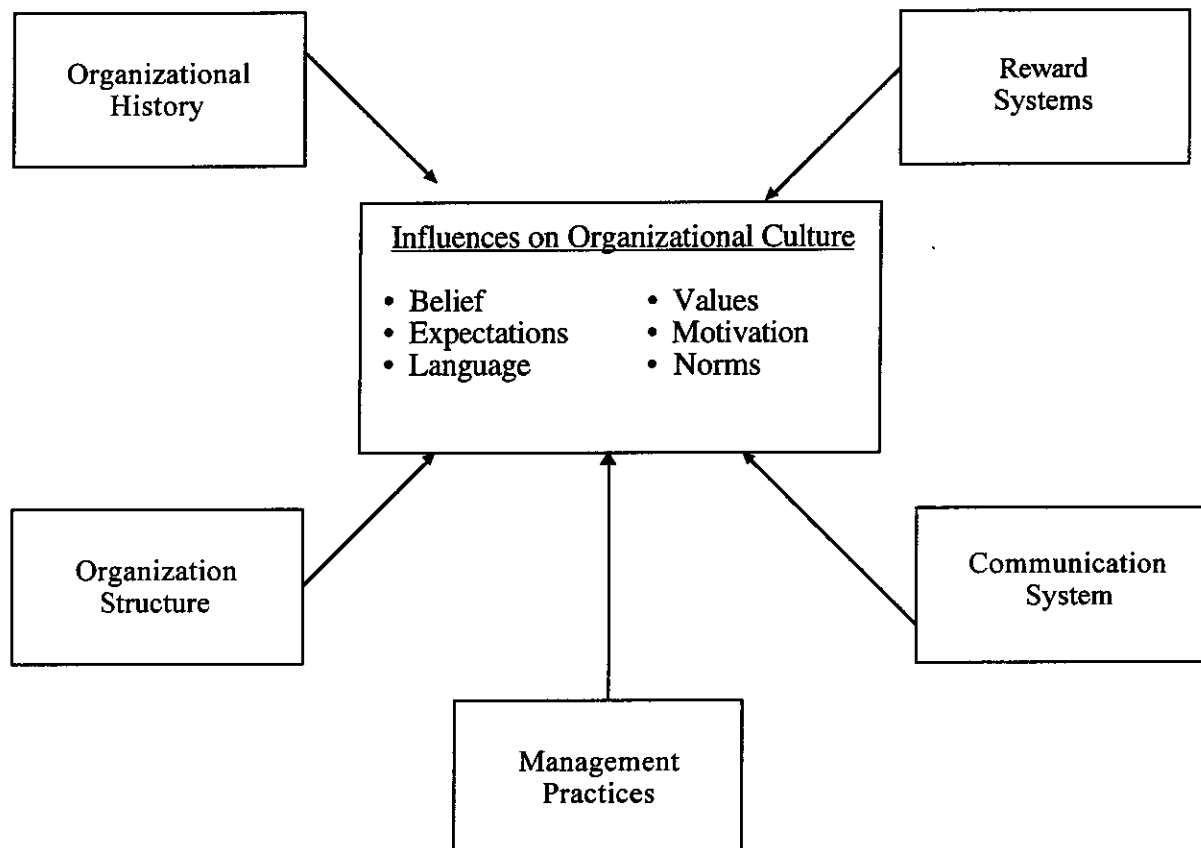 Organizational
History
Reward
Systems
Influences on Organizational Culture
• Belief
• Expectations
• Language
• Values
• Motivation
• Norms
Organization
Structure
Communication
System
Management
Practices